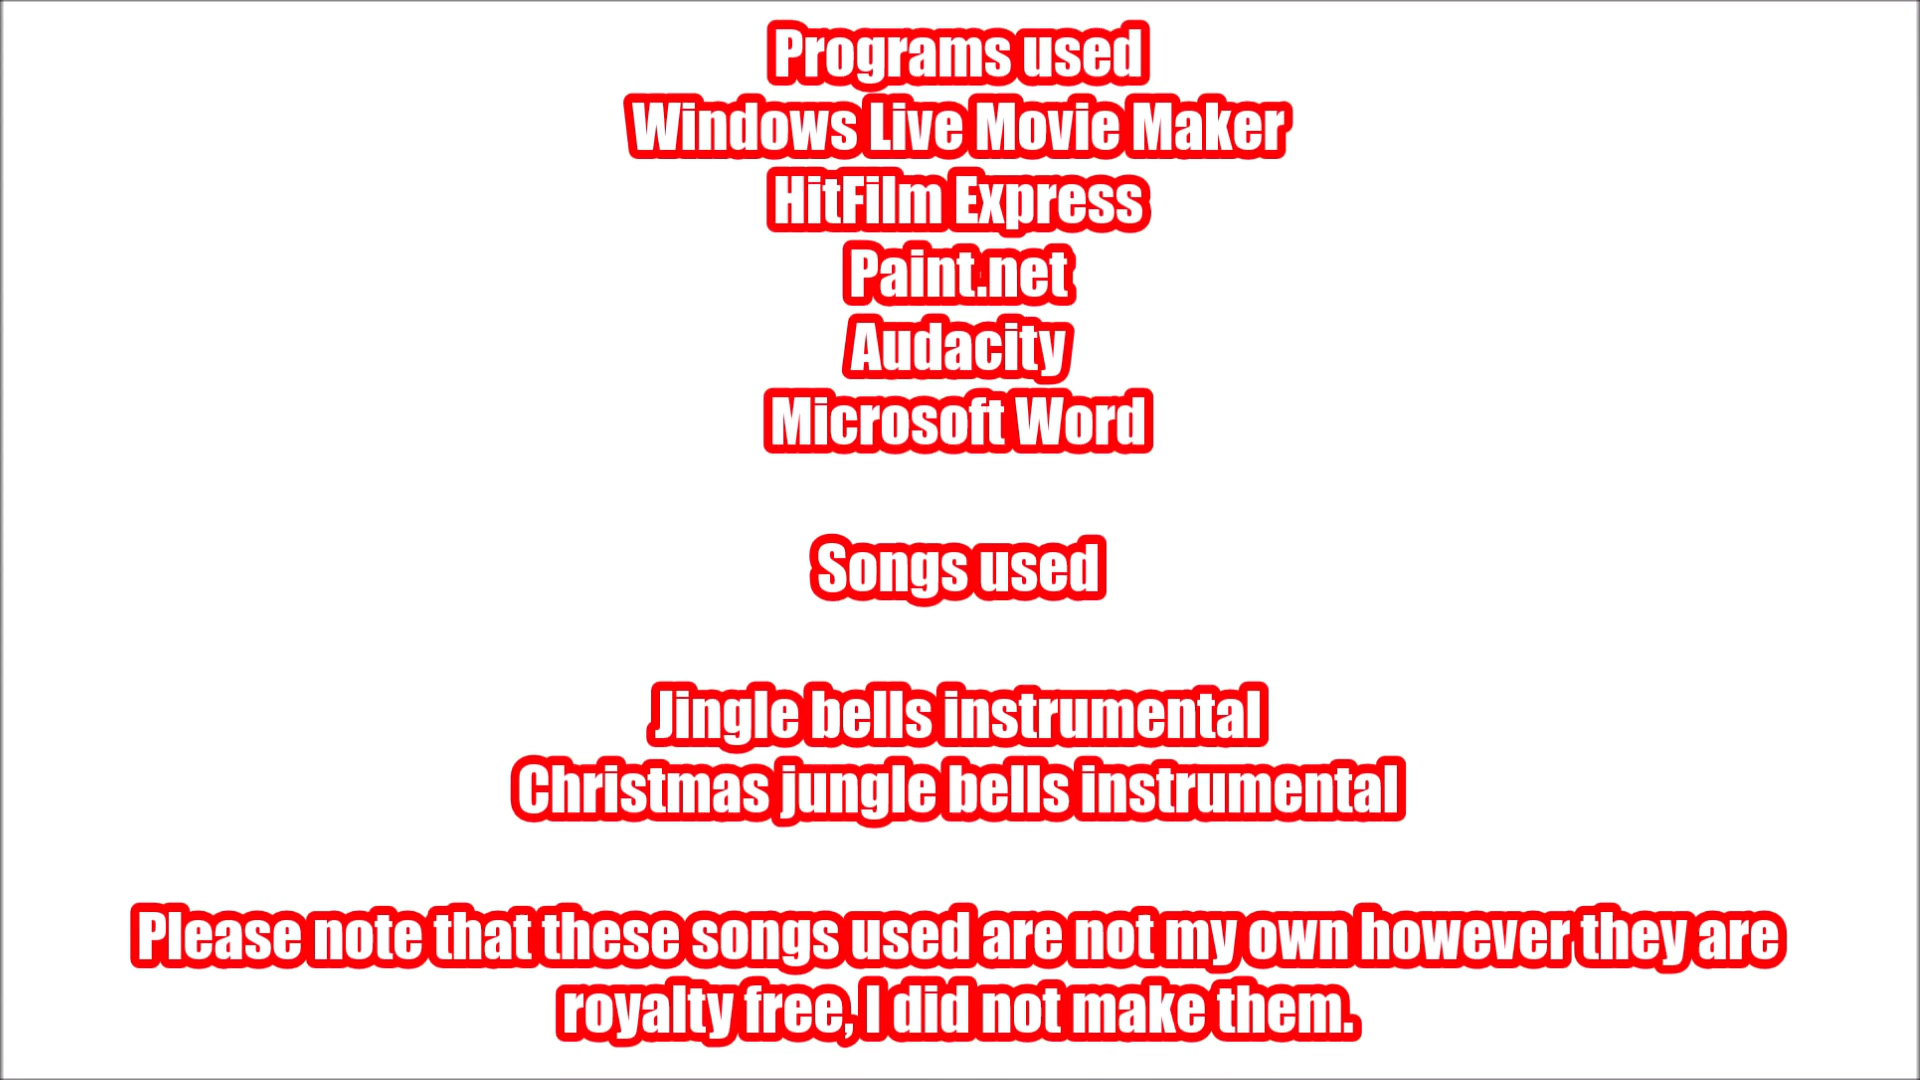 Programs used
Windows Live Movie Maker
HitFilm Express
Paint.net
Audacity
Microsoft Word
Songs used
Jingle bells instrumental
Christmas jungle bells instrumental
Please note that these songs used are not my own however they are
royalty free, I did not make them.